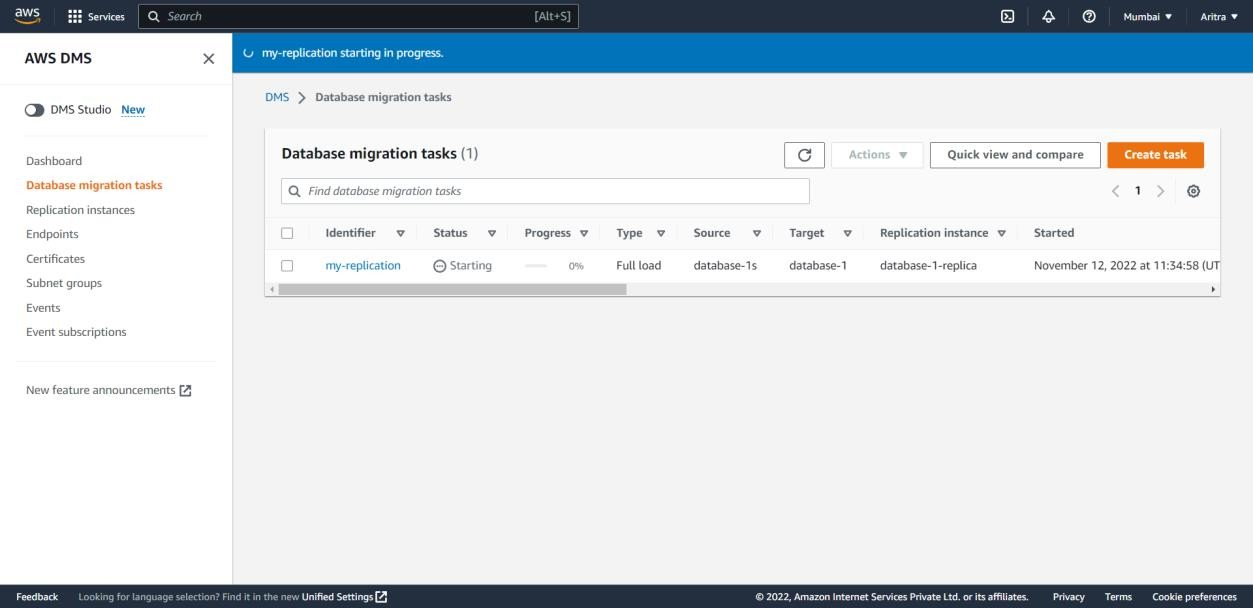 aws Services Search [Alt+S] Mumbai ▼ Aritra ▼
AWS DMS
my-replication starting in progress.
DMS > Database migration tasks
DMS Studio New
Dashboard
Database migration tasks
Replication instances
Endpoints
Certificates
Subnet groups
Events
Event subscriptions
New feature announcements
Database migration tasks (1) Actions ▼ Quick view and compare Create task
Find database migration tasks 1
Identifier Status Progress Type Source Target Replication instance Started
my-replication Starting 0% Full load database-1s database-1 database-1-replica November 12, 2022 at 11:34:58 (UT
Feedback Looking for language selection? Find it in the new Unified Settings © 2022, Amazon Internet Services Private Ltd. or its affiliates. Privacy Terms Cookie preferences